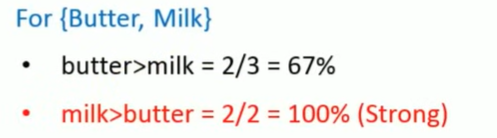 For {Butter, Milk}
• butter>milk = 2/3 = 67%
• milk>butter = 2/2 = 100% (Strong)